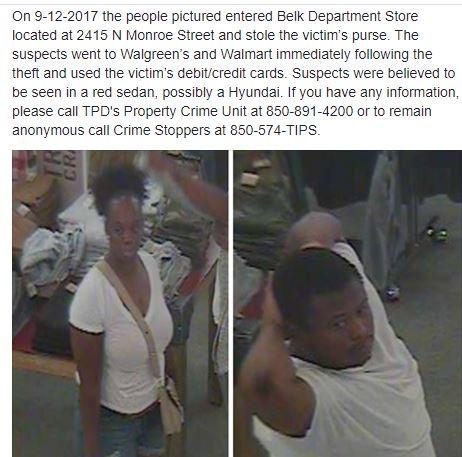 On 9-12-2017 the people pictured entered Belk Department Store
located at 2415 N Monroe Street and stole the victim's purse. The
suspects went to Walgreen's and Walmart immediately following the
theft and used the victim's debit/credit cards. Suspects were believed to
be seen in a red sedan, possibly a Hyundai. If you have any information,
please call TPD's Property Crime Unit at 850-891-4200 or to remain
anonymous call Crime Stoppers at 850-574-TIPS.